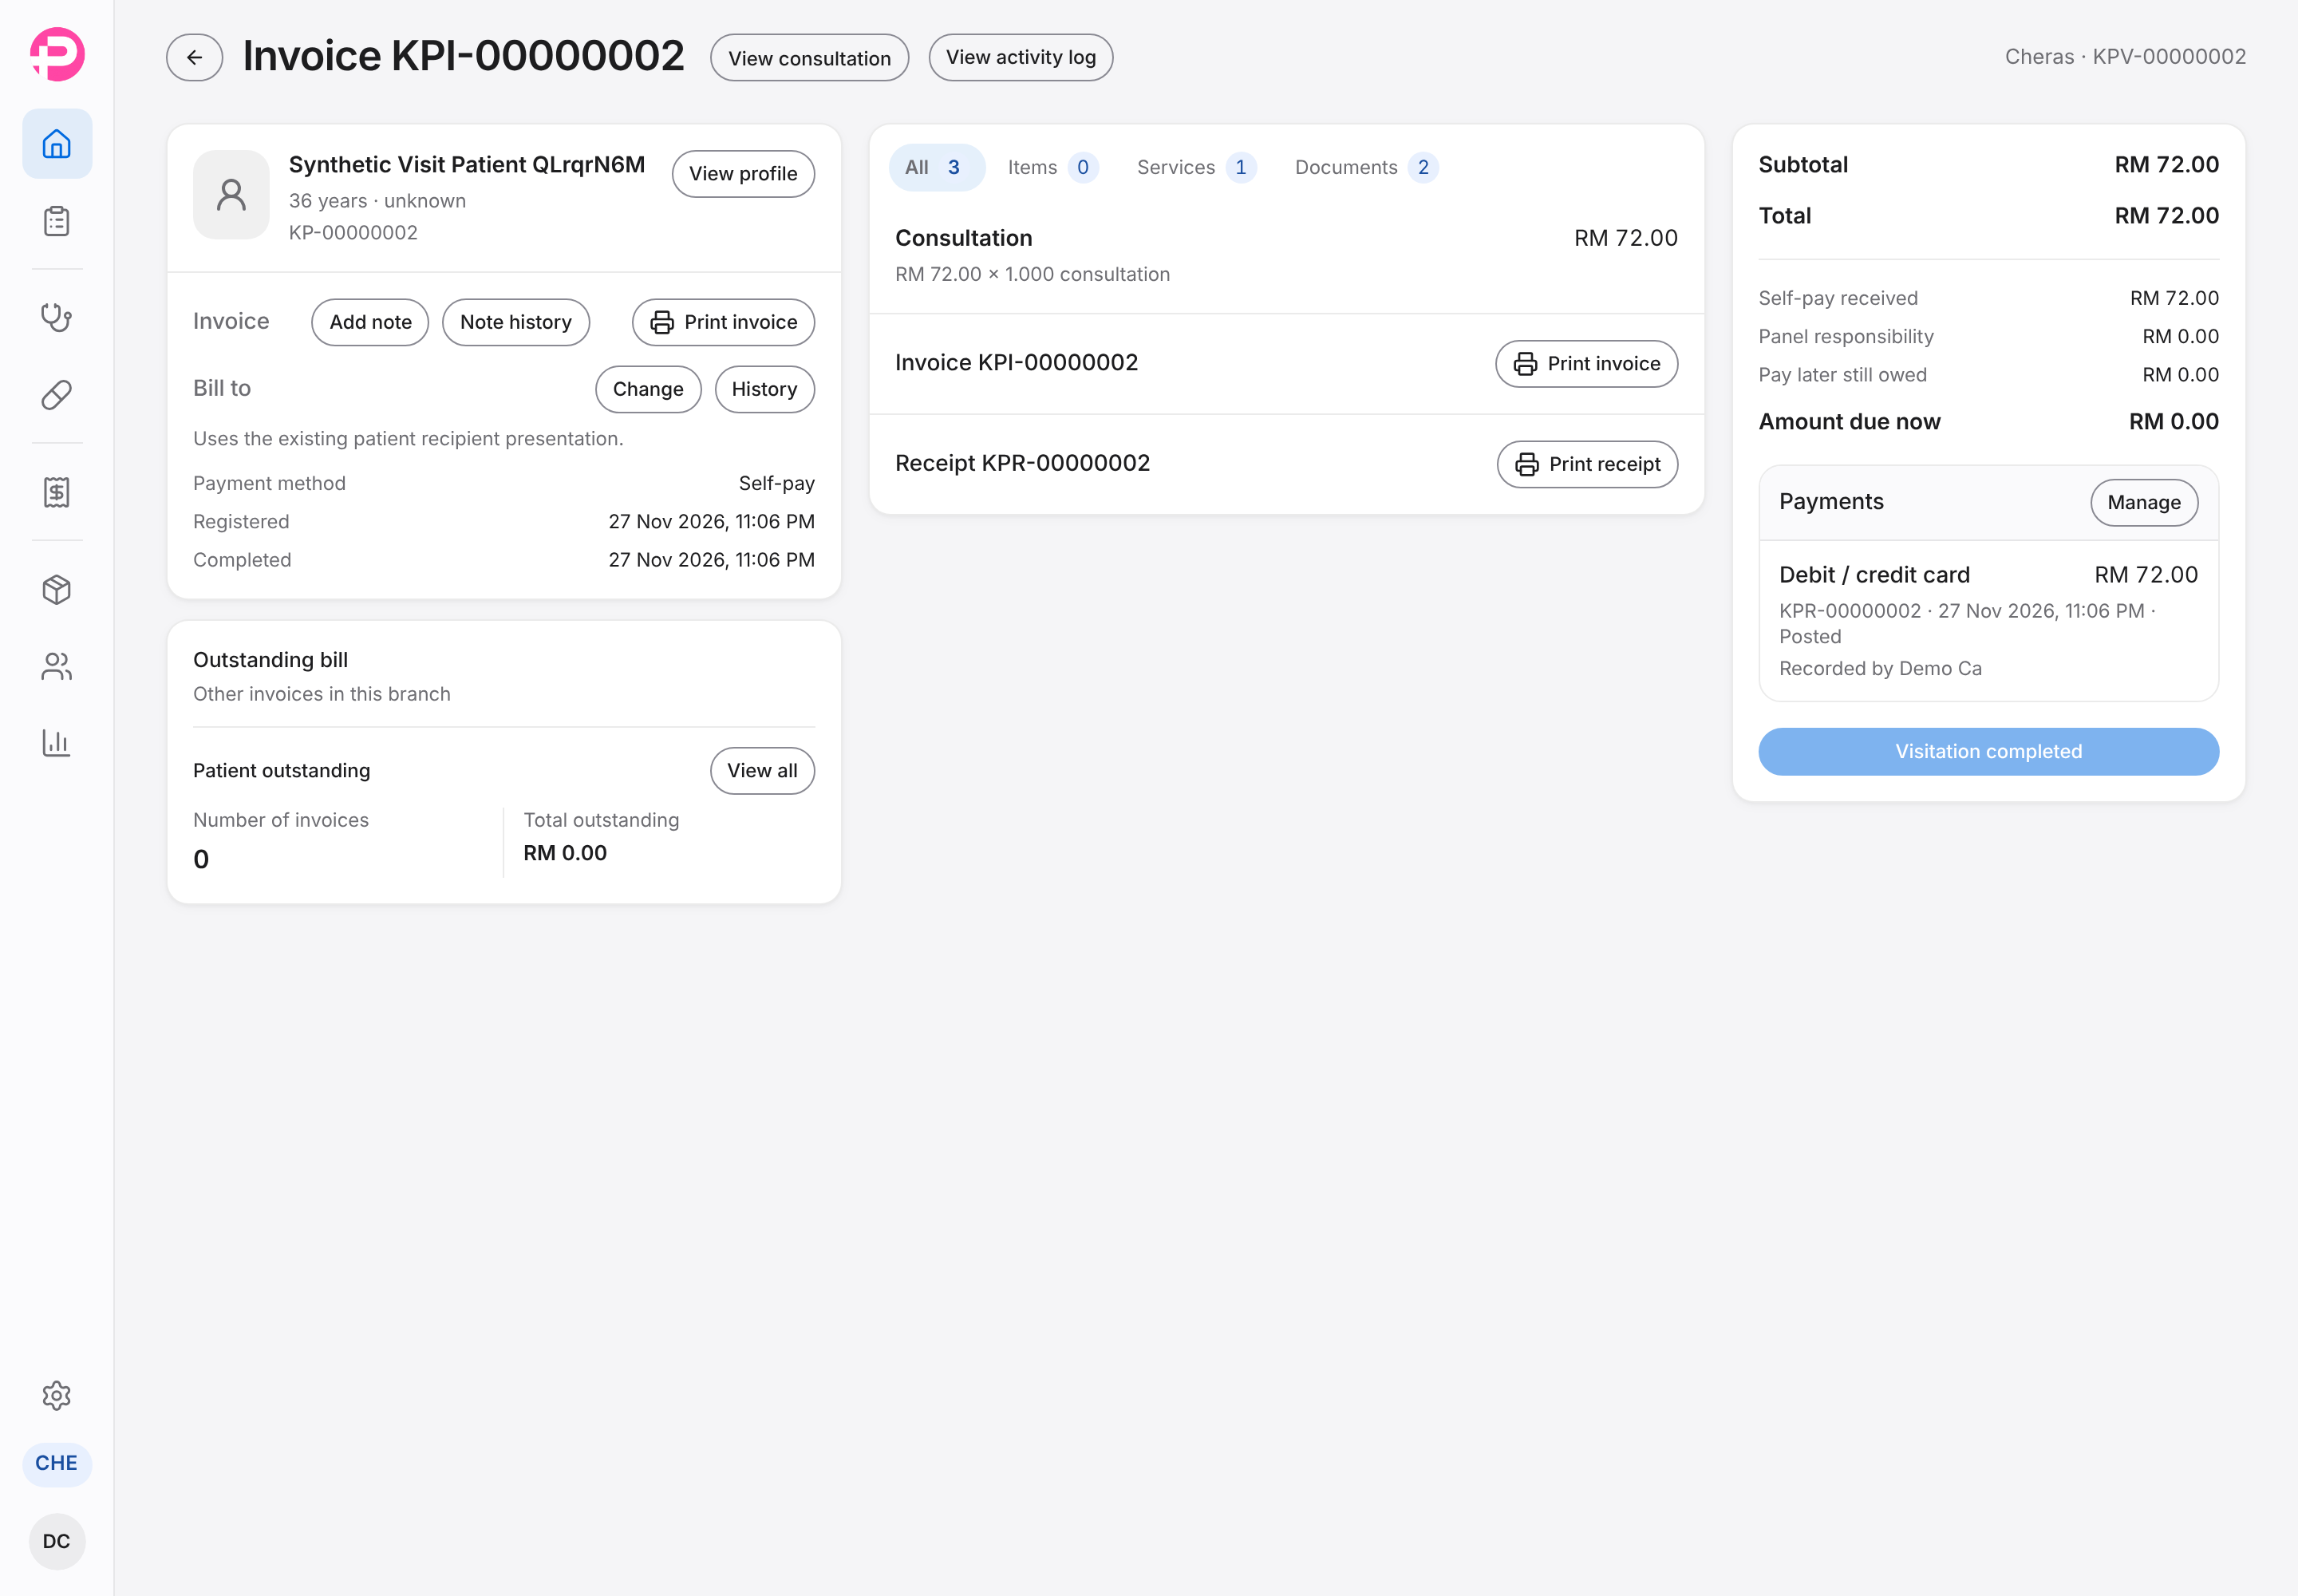 Invoice KPI-00000002
View consultation
View activity log
Cheras · KPV-00000002
Synthetic Visit Patient QLrqrN6M
36 years · unknown
KP-00000002
View profile
Invoice
Add note
Note history
Print invoice
Bill to
Change
History
Uses the existing patient recipient presentation.
Payment method
Self-pay
Registered
27 Nov 2026, 11:06 PM
Completed
27 Nov 2026, 11:06 PM
Outstanding bill
Other invoices in this branch
Patient outstanding
View all
Number of invoices
0
Total outstanding
RM 0.00
All 3
Items 0
Services 1
Documents 2
Consultation
RM 72.00
RM 72.00 × 1.000 consultation
Invoice KPI-00000002
Print invoice
Receipt KPR-00000002
Print receipt
Subtotal
RM 72.00
Total
RM 72.00
Self-pay received
RM 72.00
Panel responsibility
RM 0.00
Pay later still owed
RM 0.00
Amount due now
RM 0.00
Payments
Manage
Debit / credit card
RM 72.00
KPR-00000002 · 27 Nov 2026, 11:06 PM ·
Posted
Recorded by Demo Ca
Visitation completed
CHE
DC